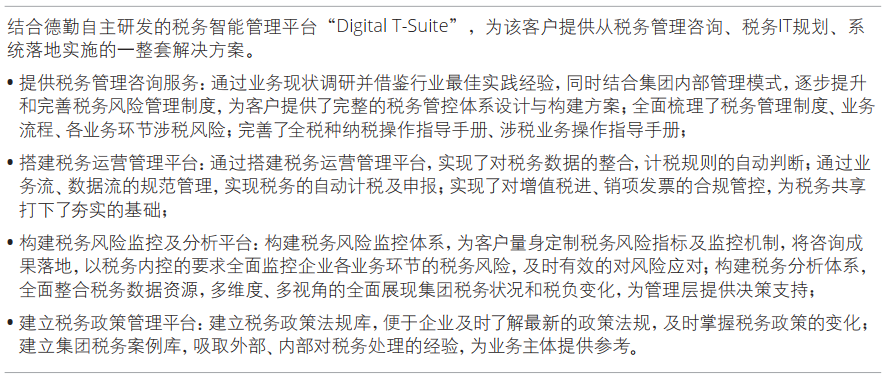 结合德勤自主研发的税务智能管理平台“Digital T-Suite”，为该客户提供从税务管理咨询、税务IT规划、系
统落地实施的一整套解决方案。
• 提供税务管理咨询服务：通过业务现状调研并借鉴行业最佳实践经验，同时结合集团内部管理模式，逐步提升
和完善税务风险管理制度，为客户提供了完整的税务管控体系设计与构建方案；全面梳理了税务管理制度、业务
流程、各业务环节涉税风险；完善了全税种纳税操作指导手册、涉税业务操作指导手册；
• 搭建税务运营管理平台：通过搭建税务运营管理平台，实现了对税务数据的整合，计税规则的自动判断；通过业
务流、数据流的规范管理，实现税务的自动计税及申报；实现了对增值税进、销项发票的合规管控，为税务共享
打下了夯实的基础；
• 构建税务风险监控及分析平台：构建税务风险监控体系，为客户量身定制税务风险指标及监控机制，将咨询成
果落地，以税务内控的要求全面监控企业各业务环节的税务风险，及时有效的对风险应对；构建税务分析体系，
全面整合税务数据资源，多维度、多视角的全面展现集团税务状况和税负变化，为管理层提供决策支持；
• 建立税务政策管理平台：建立税务政策法规库，便于企业及时了解最新的政策法规，及时掌握税务政策的变化；
建立集团税务案例库，吸取外部、内部对税务处理的经验，为业务主体提供参考。